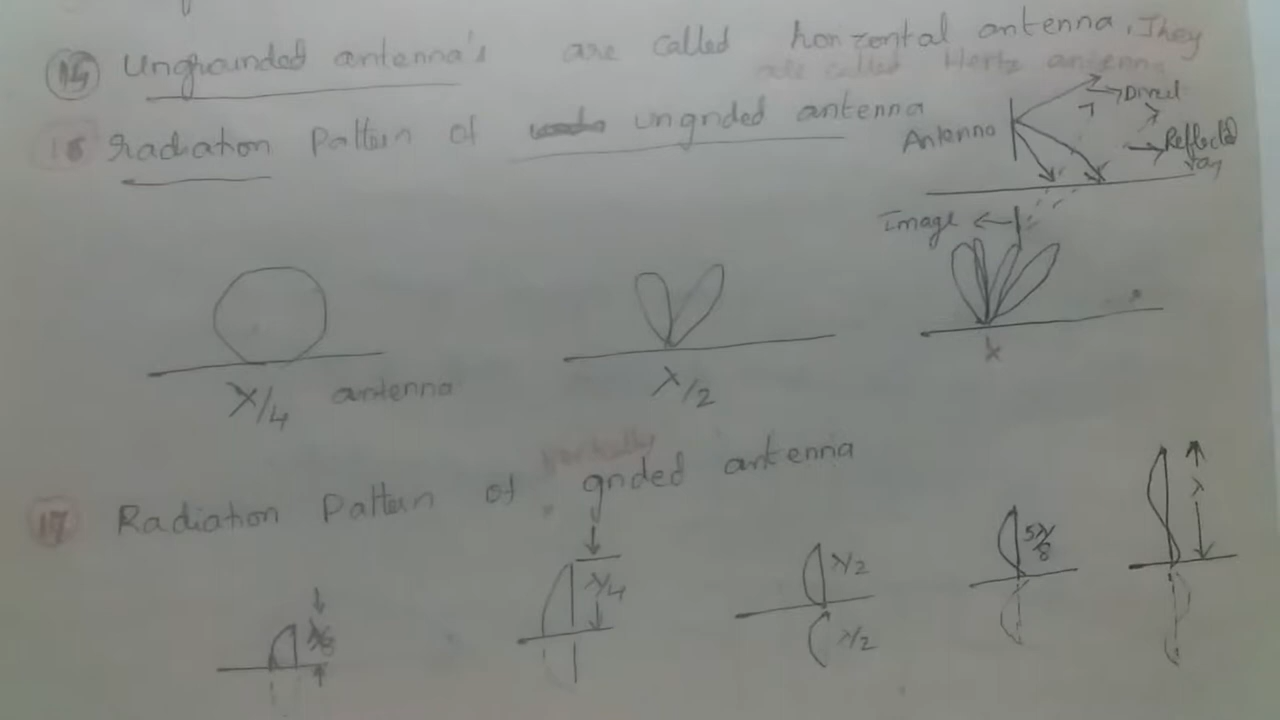 15 Ungrounded antenna's are called horizontal antenna, They
are called Hertz antenna
16 Radiation pattern of ungnded antenna
Antenna
Direct
Reflected
ray
Image
λ/4 antenna
λ/2
λ
partially
17 Radiation pattern of gnded antenna
λ/8
λ/4
λ/2
λ/2
5λ/8
λ